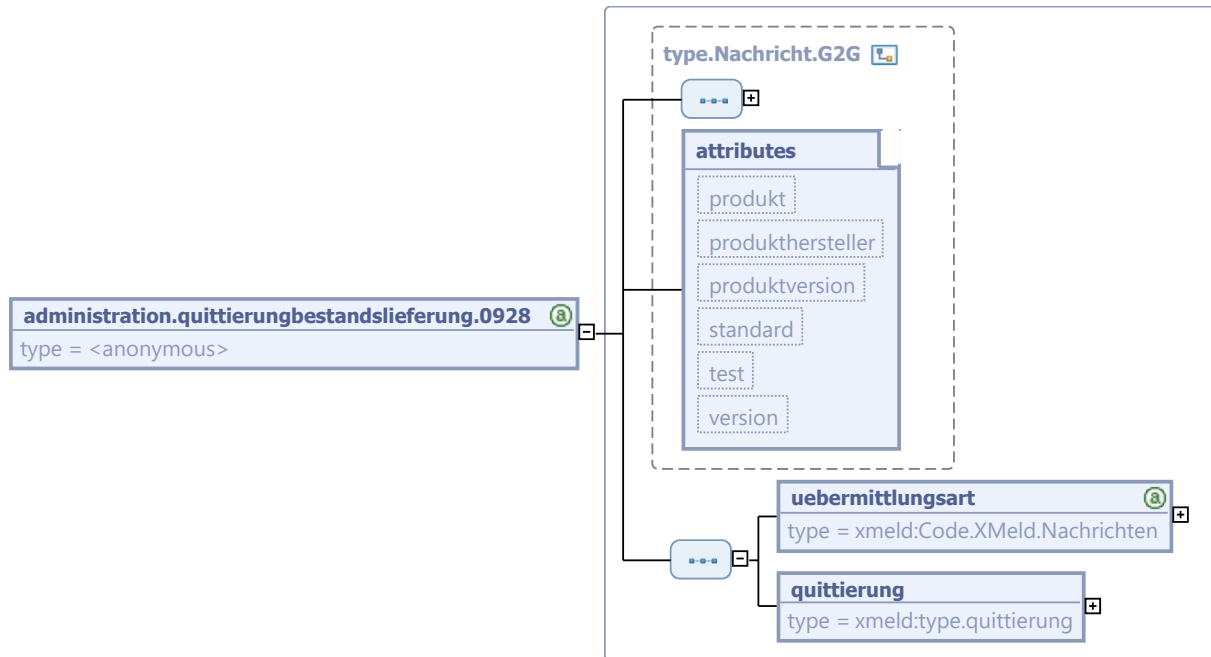 type.Nachricht.G2G
attributes
produkt
produkthersteller
produktversion
standard
test
version
administration.quittierungbestandslieferung.0928 a
type = <anonymous>
uebermittlungsart a
type = xmeld:Code.XMeld.Nachrichten
quittierung
type = xmeld:type.quittierung